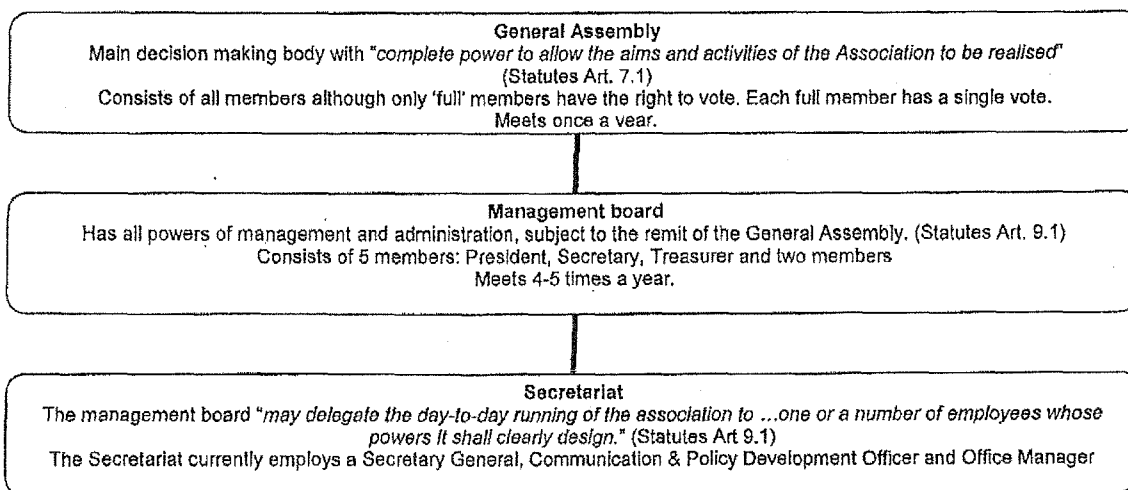 General Assembly
Main decision making body with "complete power to allow the aims and activities of the Association to be realised"
(Statutes Art. 7.1)
Consists of all members although only 'full' members have the right to vote. Each full member has a single vote.
Meets once a year.
Management board
Has all powers of management and administration, subject to the remit of the General Assembly. (Statutes Art. 9.1)
Consists of 5 members: President, Secretary, Treasurer and two members
Meets 4-5 times a year.
Secretariat
The management board "may delegate the day-to-day running of the association to ...one or a number of employees whose
powers it shall clearly design." (Statutes Art 9.1)
The Secretariat currently employs a Secretary General, Communication & Policy Development Officer and Office Manager